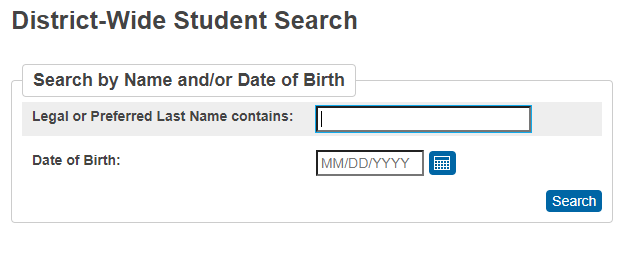 District-Wide Student Search
Search by Name and/or Date of Birth
Legal or Preferred Last Name contains:
Date of Birth:
MM/DD/YYYY
Search